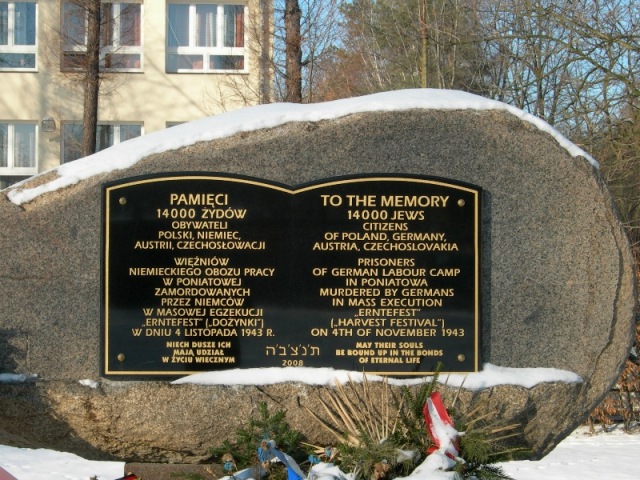 PAMIĘCI
14000 ŻYDÓW
OBYWATELI
POLSKI, NIEMIEC,
AUSTRII, CZECHOSŁOWACJI
WIĘŹNIÓW
NIEMIECKIEGO OBOZU PRACY
W PONIATOWEJ
ZAMORDOWANYCH
PRZEZ NIEMCÓW
W MASOWEJ EGZEKUCJI
„ERNTEFEST” („DOŻYNKI”)
W DNIU 4 LISTOPADA 1943 R.
NIECH DUSZE ICH
MAJĄ UDZIAŁ
W ŻYCIU WIECZNYM
TO THE MEMORY
14000 JEWS
CITIZENS
OF POLAND, GERMANY,
AUSTRIA, CZECHOSLOVAKIA
PRISONERS
OF GERMAN LABOUR CAMP
IN PONIATOWA
MURDERED BY GERMANS
IN MASS EXECUTION
„ERNTEFEST”
(„HARVEST FESTIVAL”)
ON 4TH OF NOVEMBER 1943
MAY THEIR SOULS
BE BOUND UP IN THE BONDS
OF ETERNAL LIFE
ת'נ'צ'ב'ה
2008